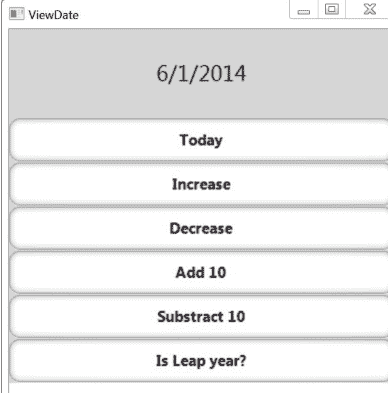 ViewDate
6/1/2014
Today
Increase
Decrease
Add 10
Substract 10
Is Leap year?